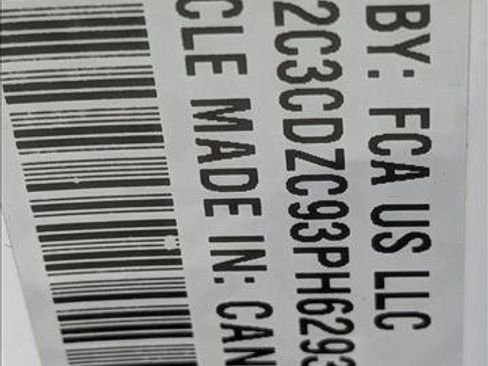 BY: FCA US LLC
2C3CDZC93PH6293
CLE MADE IN: CAN